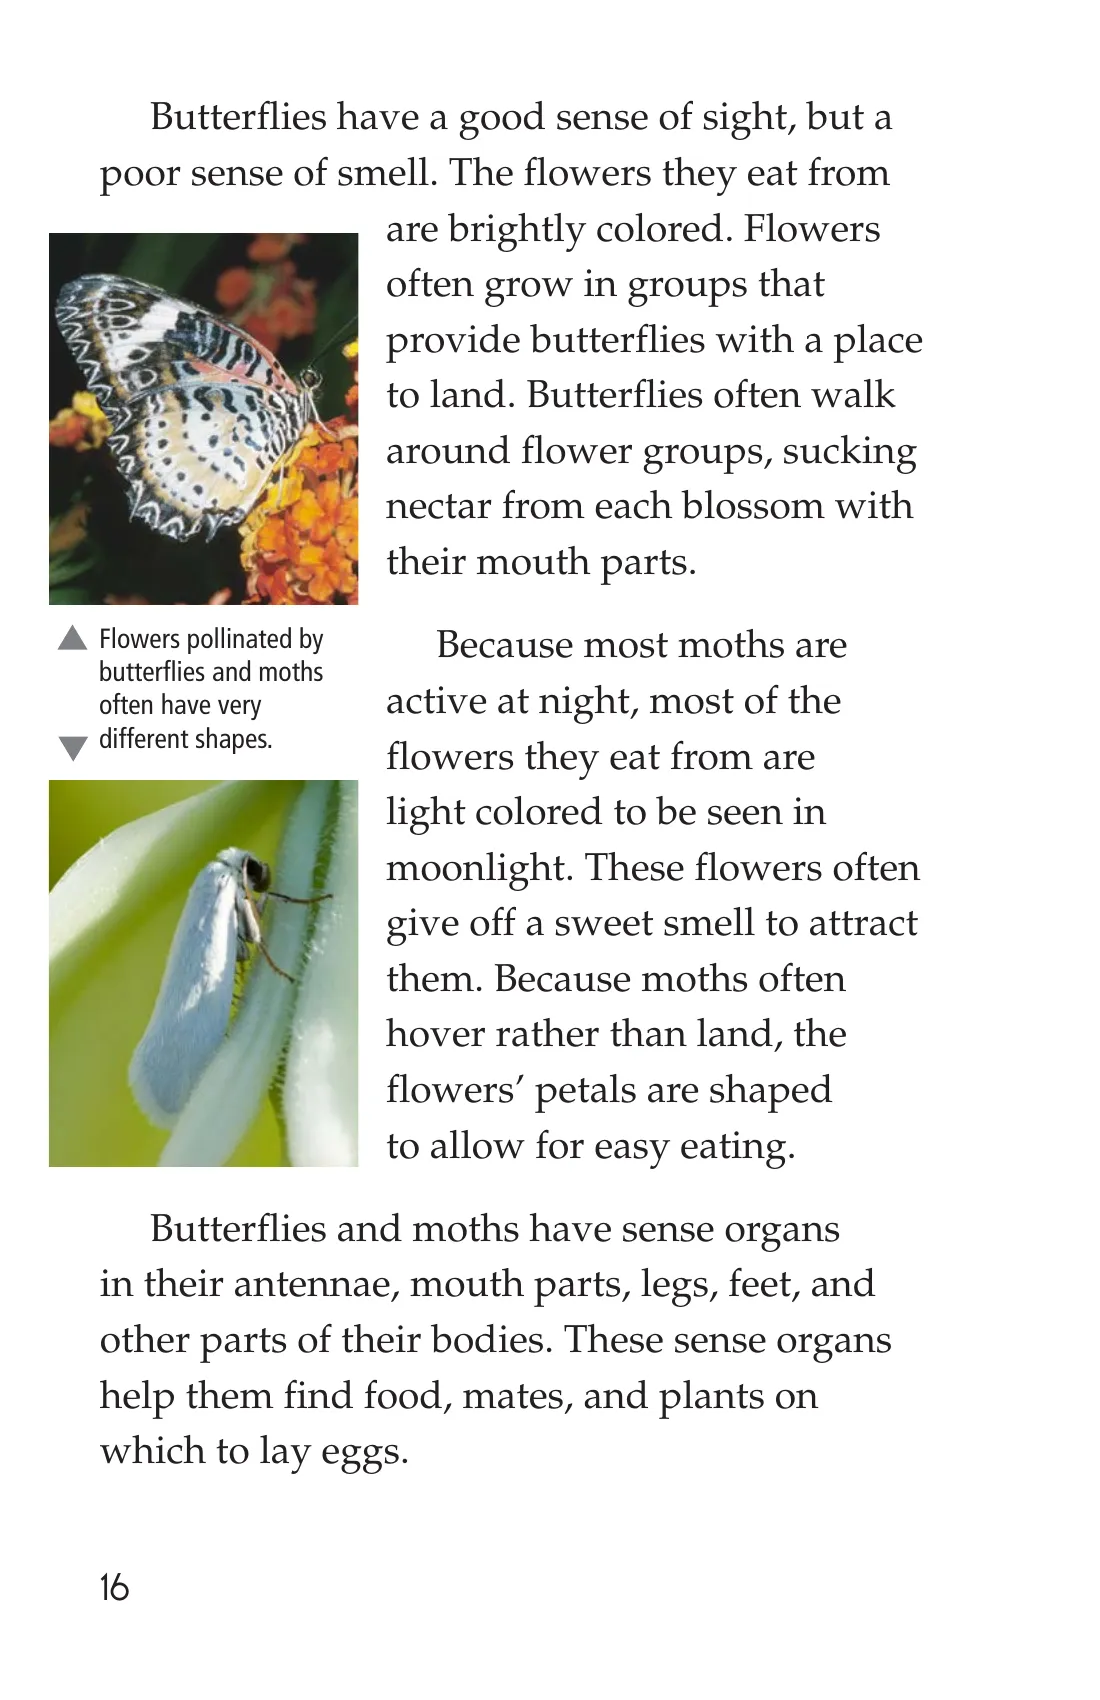 Butterflies have a good sense of sight, but a
poor sense of smell. The flowers they eat from
are brightly colored. Flowers
often grow in groups that
provide butterflies with a place
to land. Butterflies often walk
around flower groups, sucking
nectar from each blossom with
their mouth parts.
Flowers pollinated by
butterflies and moths
often have very
different shapes.
Because most moths are
active at night, most of the
flowers they eat from are
light colored to be seen in
moonlight. These flowers often
give off a sweet smell to attract
them. Because moths often
hover rather than land, the
flowers’ petals are shaped
to allow for easy eating.
Butterflies and moths have sense organs
in their antennae, mouth parts, legs, feet, and
other parts of their bodies. These sense organs
help them find food, mates, and plants on
which to lay eggs.
16